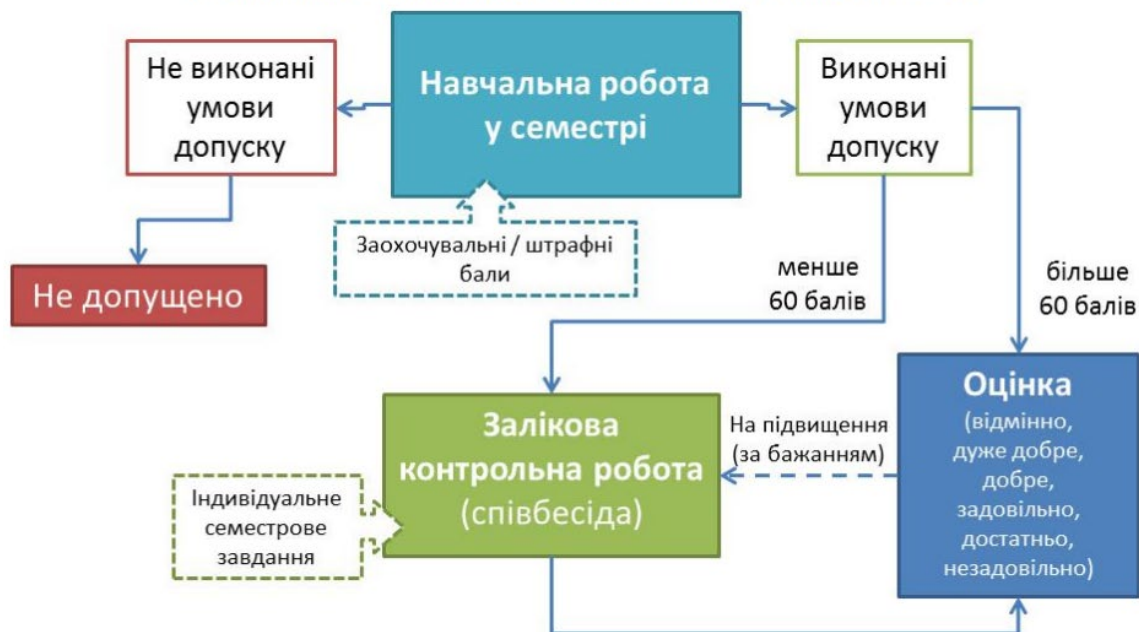 Не виконані
умови
допуску
Навчальна робота
у семестрі
Виконані
умови
допуску
Заохочувальні / штрафні
бали
Не допущено
менше
60 балів
більше
60 балів
Залікова
контрольна робота
(співбесіда)
На підвищення
(за бажанням)
Оцінка
(відмінно,
дуже добре,
добре,
задовільно,
достатньо,
незадовільно)
Індивідуальне
семестрове
завдання